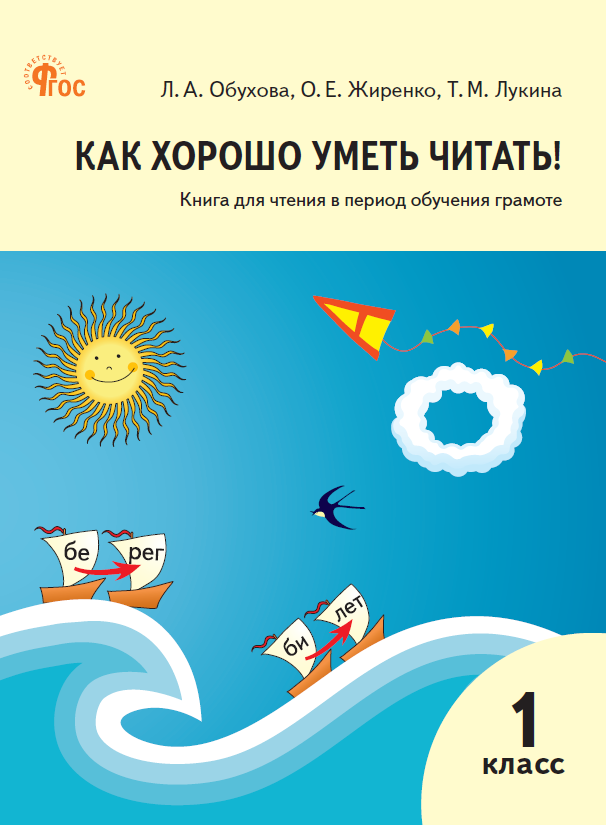 СООТВЕТСТВУЕТ
ФГОС
Л. А. Обухова, О. Е. Жиренко, Т. М. Лукина
КАК ХОРОШО УМЕТЬ ЧИТАТЬ!
Книга для чтения в период обучения грамоте
бе рег
би лет
1
класс